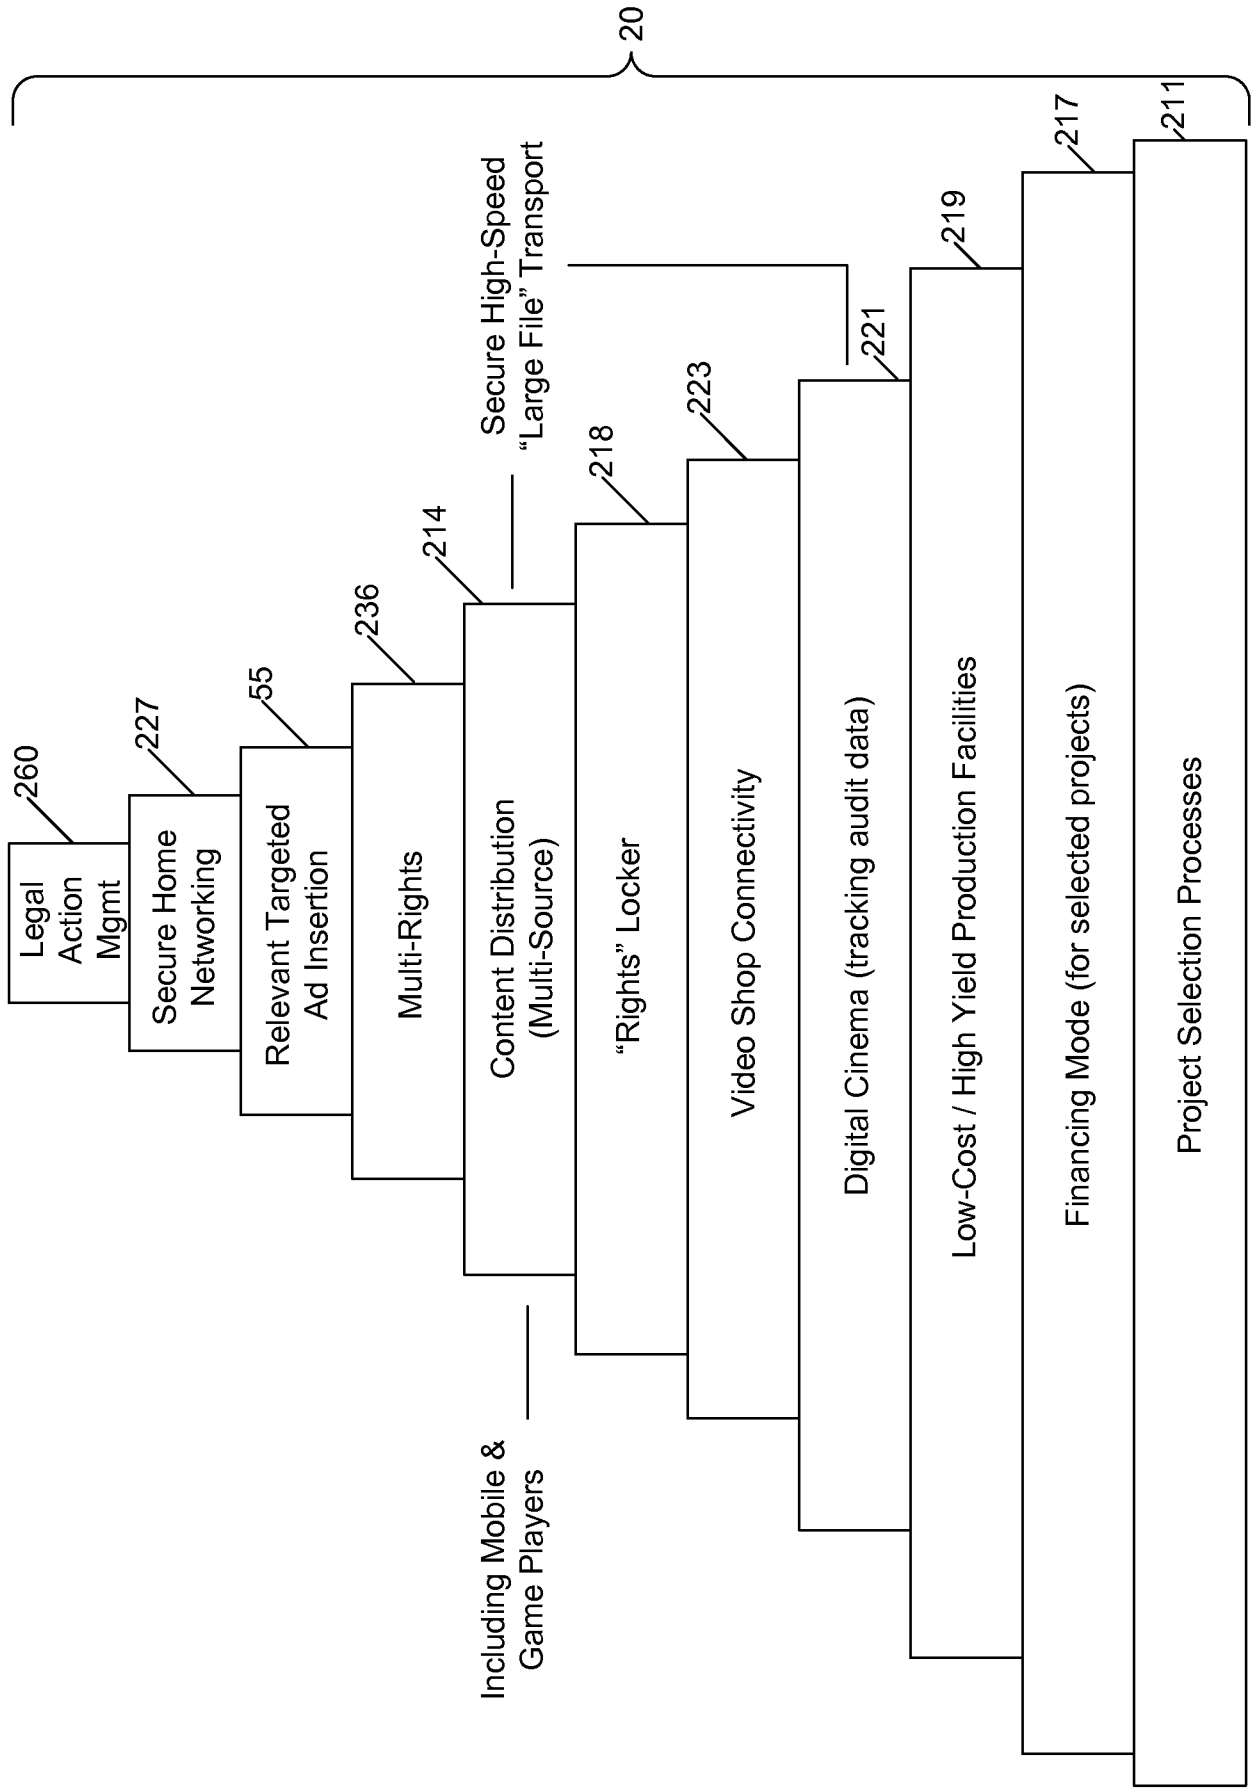 20
260
Legal
Action
Mgmt
227
Secure Home
Networking
55
Relevant Targeted
Ad Insertion
236
Multi-Rights
214
Content Distribution
(Multi-Source)
Including Mobile &
Game Players
Secure High-Speed
“Large File” Transport
218
“Rights” Locker
223
Video Shop Connectivity
221
Digital Cinema (tracking audit data)
219
Low-Cost / High Yield Production Facilities
217
Financing Mode (for selected projects)
211
Project Selection Processes